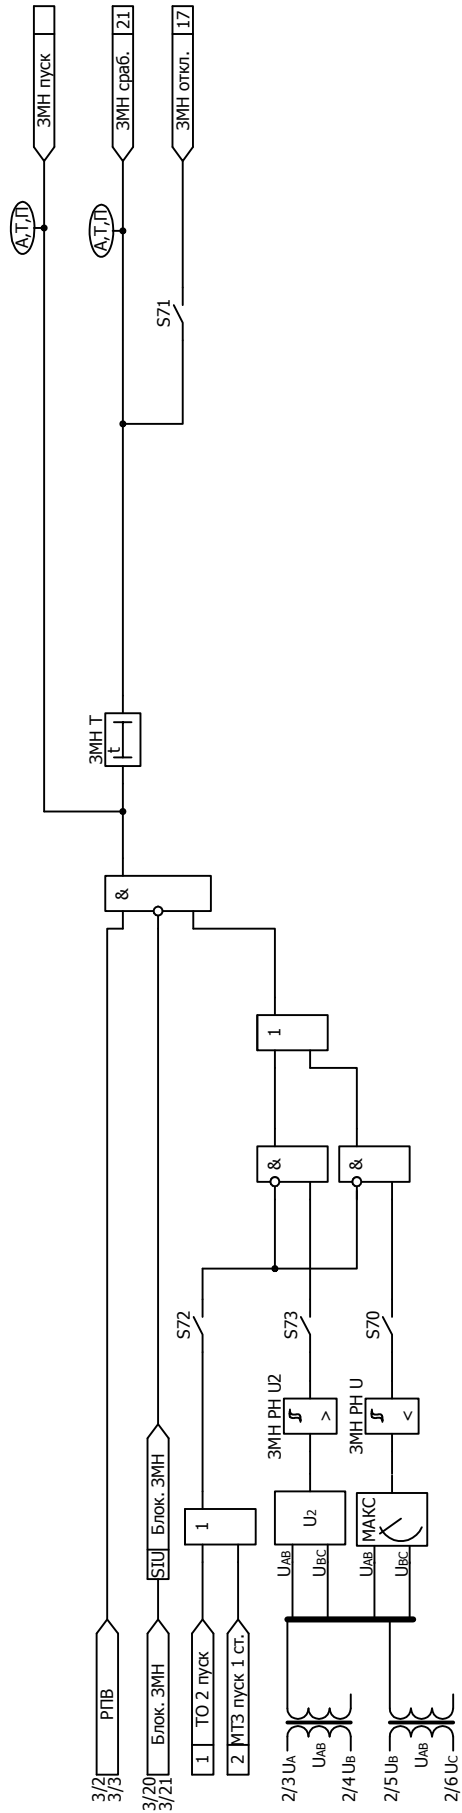 ЗМН пуск
21 ЗМН сраб.
17 ЗМН откл.
А,Т,П
А,Т,П
S71
ЗМН Т
t
&
1
&
&
S72
S73
S70
ЗМН РН U2
>
ЗМН РН U
<
SIU Блок. ЗМН
1
U2
МАКС
UAB
UBC
UAB
UBC
3/2
3/3
РПВ
3/20
3/21
Блок. ЗМН
1 ТО 2 пуск
2 МТЗ пуск 1 ст.
2/3 UA
UAB
2/4 UB
2/5 UB
UAB
2/6 UC